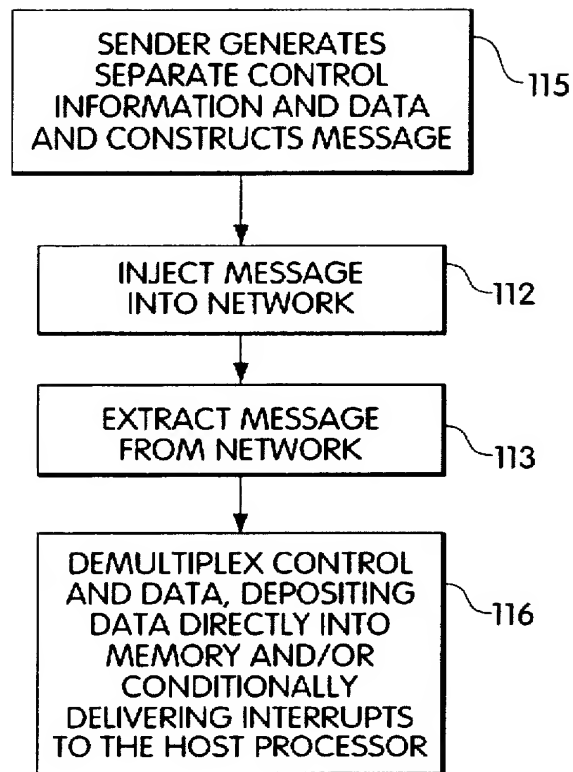 SENDER GENERATES
SEPARATE CONTROL
INFORMATION AND DATA
AND CONSTRUCTS MESSAGE
115
INJECT MESSAGE
INTO NETWORK
112
EXTRACT MESSAGE
FROM NETWORK
113
DEMULTIPLEX CONTROL
AND DATA, DEPOSITING
DATA DIRECTLY INTO
MEMORY AND/OR
CONDITIONALLY
DELIVERING INTERRUPTS
TO THE HOST PROCESSOR
116